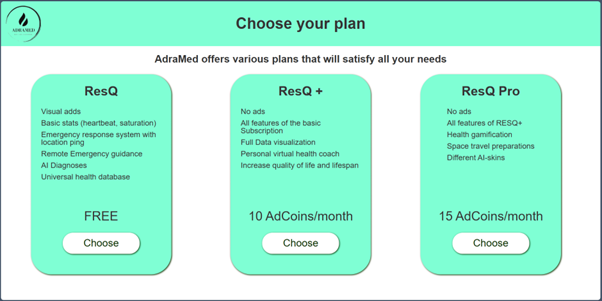 ADRAMED
Choose your plan
AdraMed offers various plans that will satisfy all your needs
ResQ
Visual adds
Basic stats (heartbeat, saturation)
Emergency response system with
location ping
Remote Emergency guidance
AI Diagnoses
Universal health database
FREE
Choose
ResQ +
No ads
All features of the basic
Subscription
Full Data visualization
Personal virtual health coach
Increase quality of life and lifespan
10 AdCoins/month
Choose
ResQ Pro
No ads
All features of RESQ+
Health gamification
Space travel preparations
Different AI-skins
15 AdCoins/month
Choose